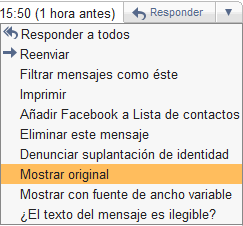 15:50 (1 hora antes) Responder
Responder a todos
Reenviar
Filtrar mensajes como éste
Imprimir
Añadir Facebook a Lista de contactos
Eliminar este mensaje
Denunciar suplantación de identidad
Mostrar original
Mostrar con fuente de ancho variable
¿El texto del mensaje es ilegible?